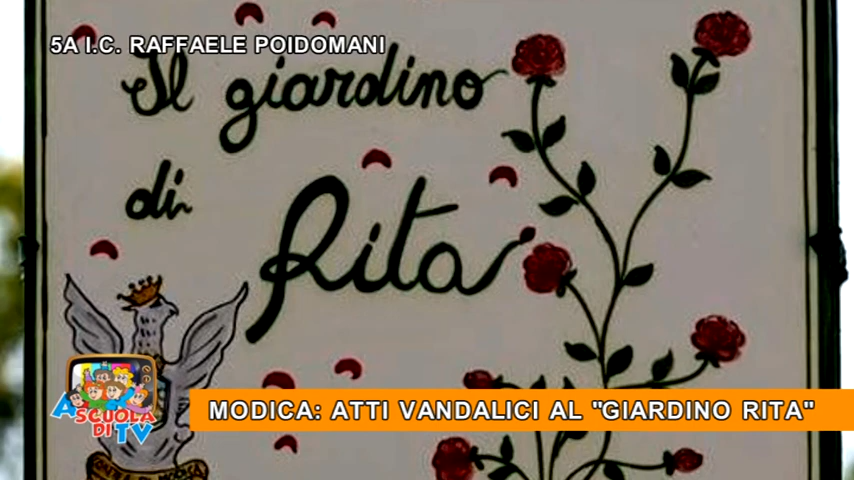 5A I.C. RAFFAELE POIDOMANI
Il giardino
di
Rita
A SCUOLA
DI TV
MODICA: ATTI VANDALICI AL "GIARDINO RITA"